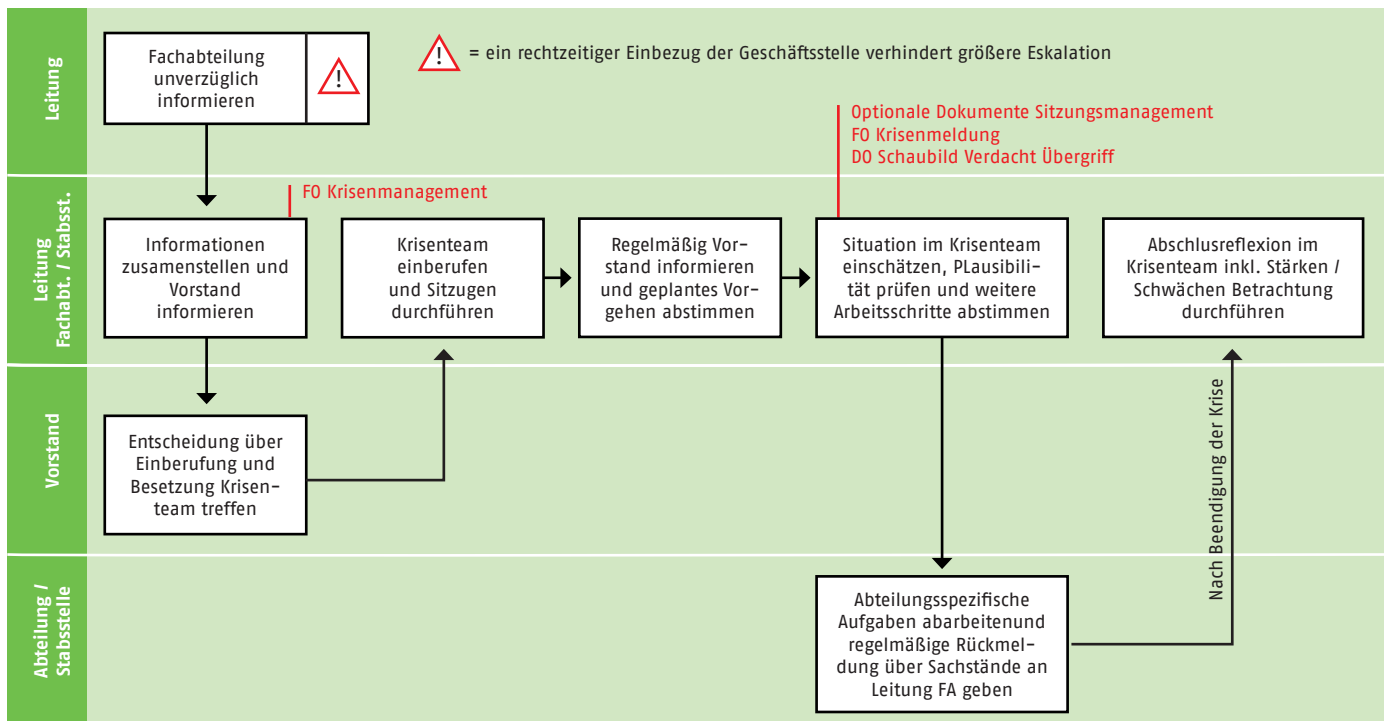 Leitung
Fachabteilung
unverzüglich
informieren
!
!
= ein rechtzeitiger Einbezug der Geschäftsstelle verhindert größere Eskalation
Optionale Dokumente Sitzungsmanagement
FO Krisenmeldung
DO Schaubild Verdacht Übergriff
Leitung
Fachabt. / Stabsst.
FO Krisenmanagement
Informationen
zusamenstellen und
Vorstand
informieren
Krisenteam
einberufen
und Sitzugen
durchführen
Regelmäßig Vor-
stand informieren
und geplantes Vor-
gehen abstimmen
Situation im Krisenteam
einschätzen, PLausibili-
tät prüfen und weitere
Arbeitsschritte abstimmen
Abschlusreflexion im
Krisenteam inkl. Stärken /
Schwächen Betrachtung
durchführen
Vorstand
Entscheidung über
Einberufung und
Besetzung Krisen-
team treffen
Nach Beendigung der Krise
Abteilung /
Stabsstelle
Abteilungsspezifische
Aufgaben abarbeitenund
regelmäßige Rückmel-
dung über Sachstände an
Leitung FA geben